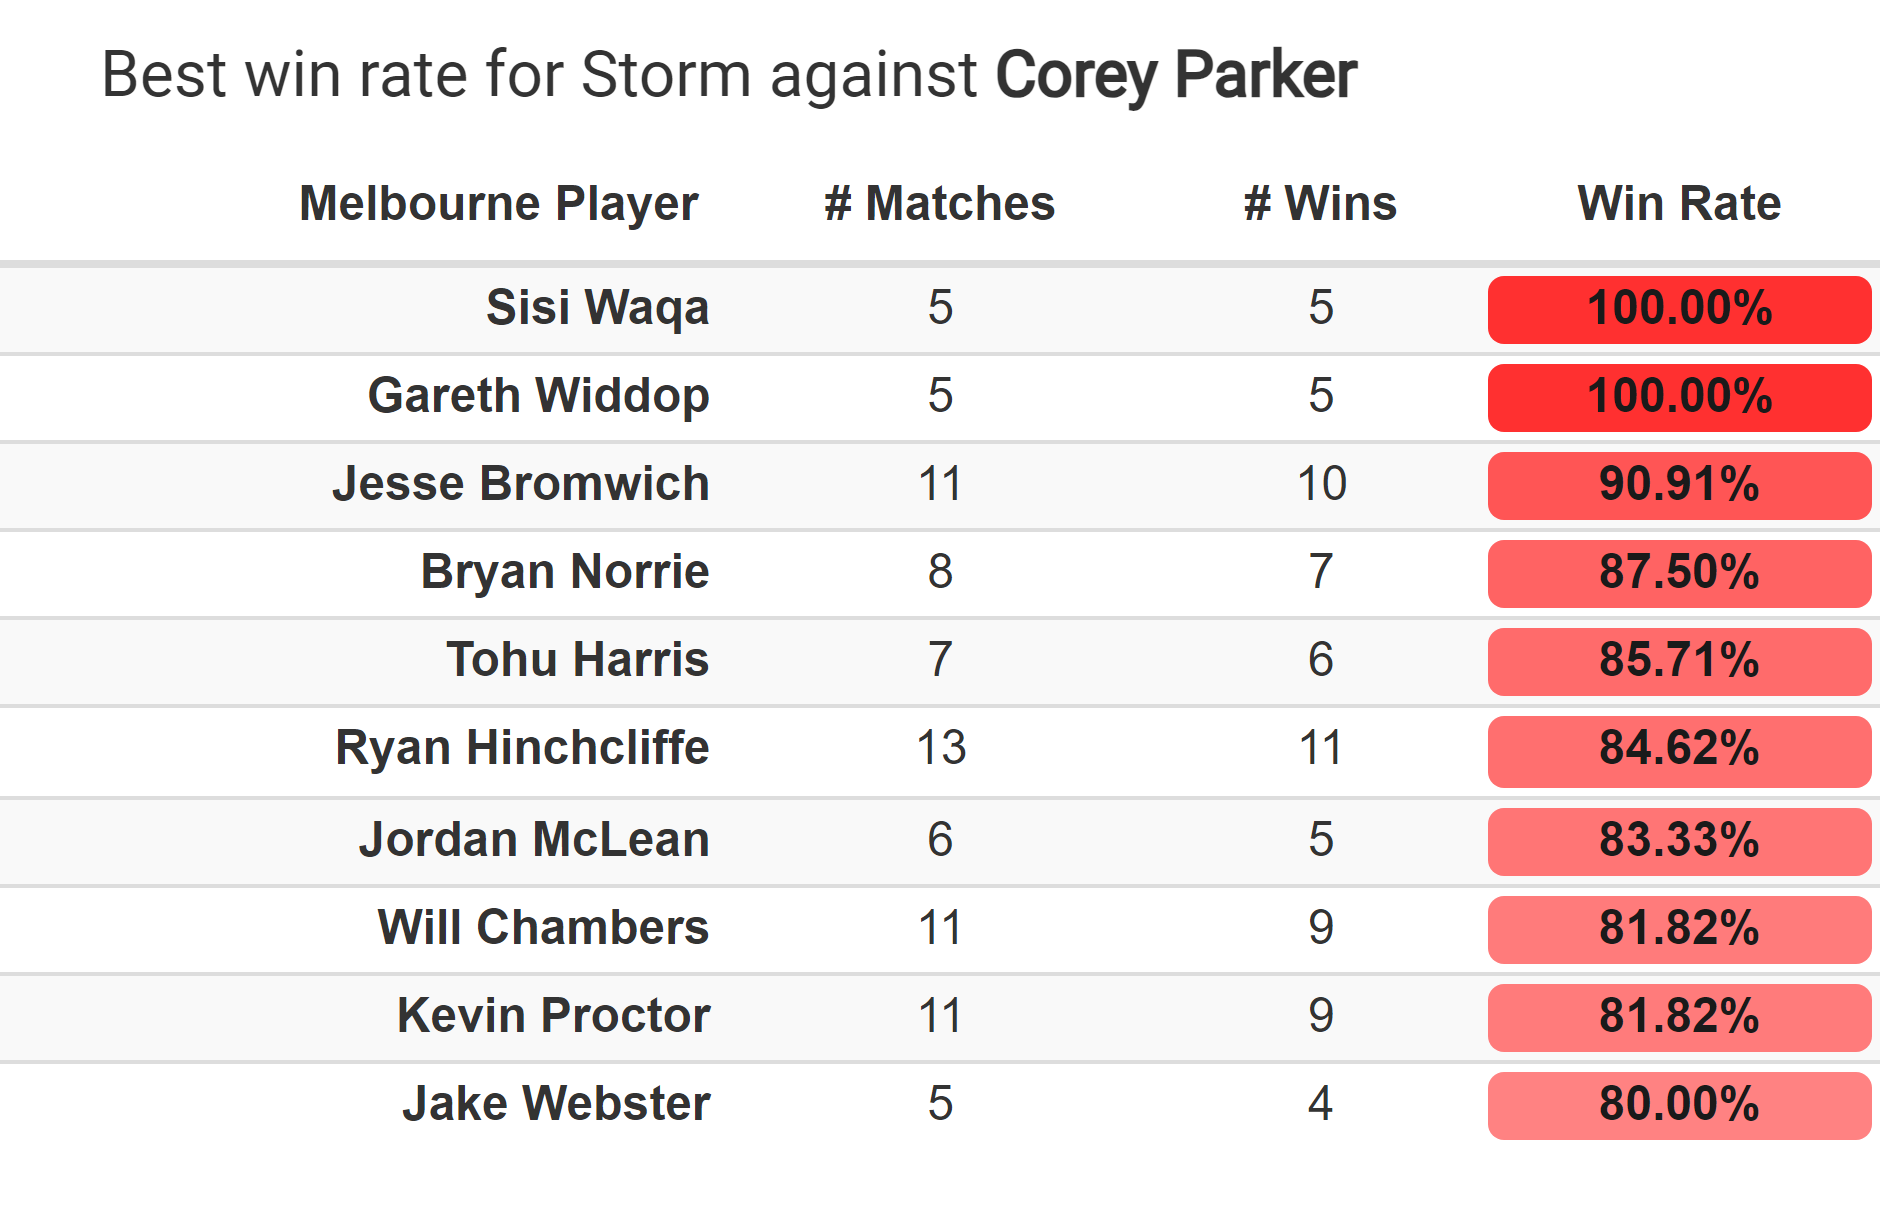 Best win rate for Storm against Corey Parker
Melbourne Player # Matches # Wins Win Rate
Sisi Waqa 5 5 100.00%
Gareth Widdop 5 5 100.00%
Jesse Bromwich 11 10 90.91%
Bryan Norrie 8 7 87.50%
Tohu Harris 7 6 85.71%
Ryan Hinchcliffe 13 11 84.62%
Jordan McLean 6 5 83.33%
Will Chambers 11 9 81.82%
Kevin Proctor 11 9 81.82%
Jake Webster 5 4 80.00%